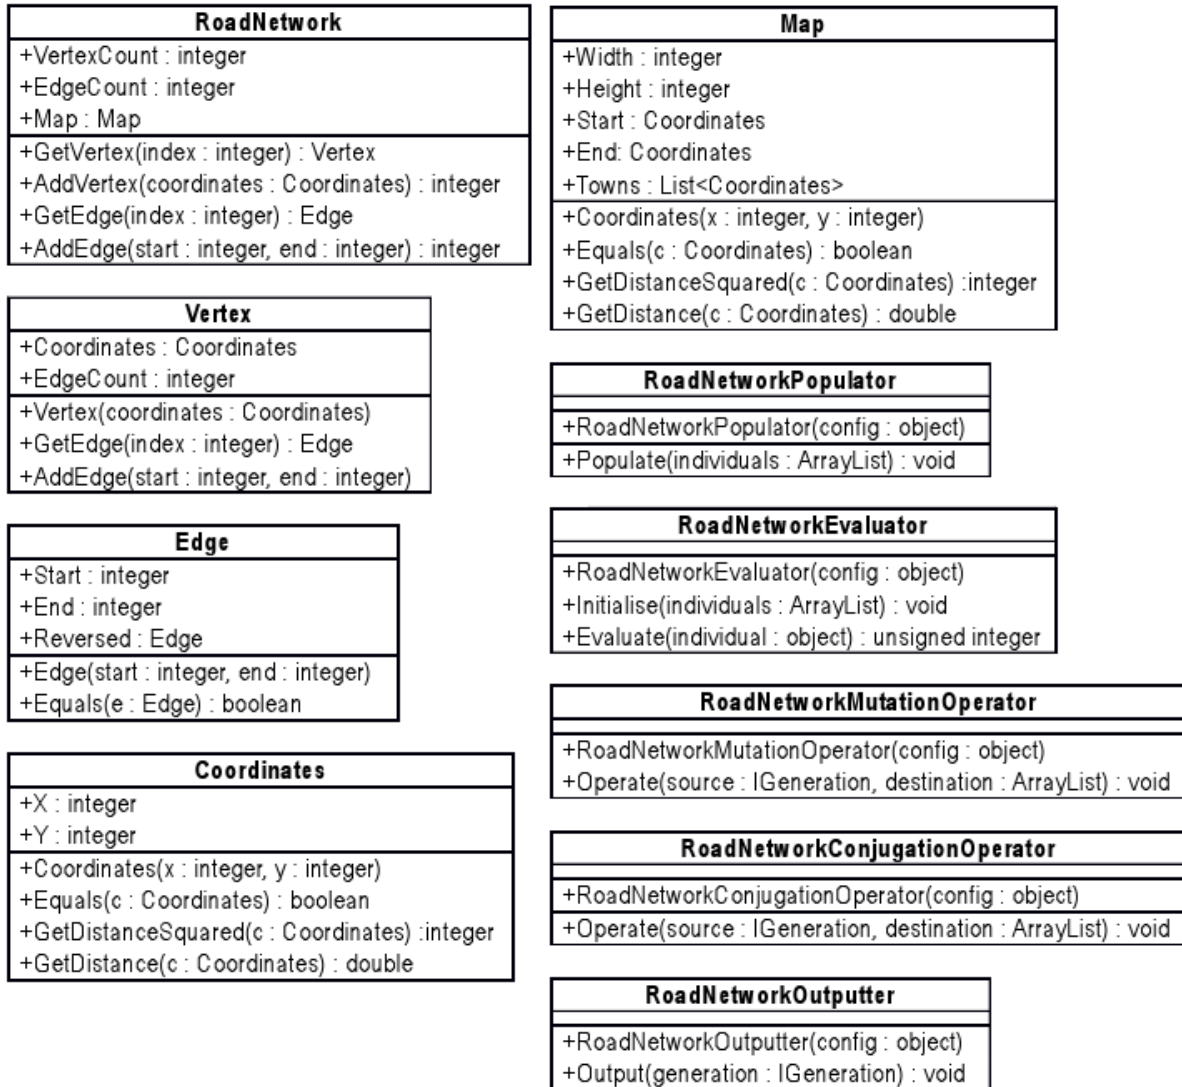 RoadNetwork
+VertexCount : integer
+EdgeCount : integer
+Map : Map
+GetVertex(index : integer) : Vertex
+AddVertex(coordinates : Coordinates) : integer
+GetEdge(index : integer) : Edge
+AddEdge(start : integer, end : integer) : integer
Vertex
+Coordinates : Coordinates
+EdgeCount : integer
+Vertex(coordinates : Coordinates)
+GetEdge(index : integer) : Edge
+AddEdge(start : integer, end : integer)
Edge
+Start : integer
+End : integer
+Reversed : Edge
+Edge(start : integer, end : integer)
+Equals(e : Edge) : boolean
Coordinates
+X : integer
+Y : integer
+Coordinates(x : integer, y : integer)
+Equals(c : Coordinates) : boolean
+GetDistanceSquared(c : Coordinates) :integer
+GetDistance(c : Coordinates) : double
Map
+Width : integer
+Height : integer
+Start : Coordinates
+End: Coordinates
+Towns : List<Coordinates>
+Coordinates(x : integer, y : integer)
+Equals(c : Coordinates) : boolean
+GetDistanceSquared(c : Coordinates) :integer
+GetDistance(c : Coordinates) : double
RoadNetworkPopulator
+RoadNetworkPopulator(config : object)
+Populate(individuals : ArrayList) : void
RoadNetworkEvaluator
+RoadNetworkEvaluator(config : object)
+Initialise(individuals : ArrayList) : void
+Evaluate(individual : object) : unsigned integer
RoadNetworkMutationOperator
+RoadNetworkMutationOperator(config : object)
+Operate(source : IGeneration, destination : ArrayList) : void
RoadNetworkConjugationOperator
+RoadNetworkConjugationOperator(config : object)
+Operate(source : IGeneration, destination : ArrayList) : void
RoadNetworkOutputter
+RoadNetworkOutputter(config : object)
+Output(generation : IGeneration) : void